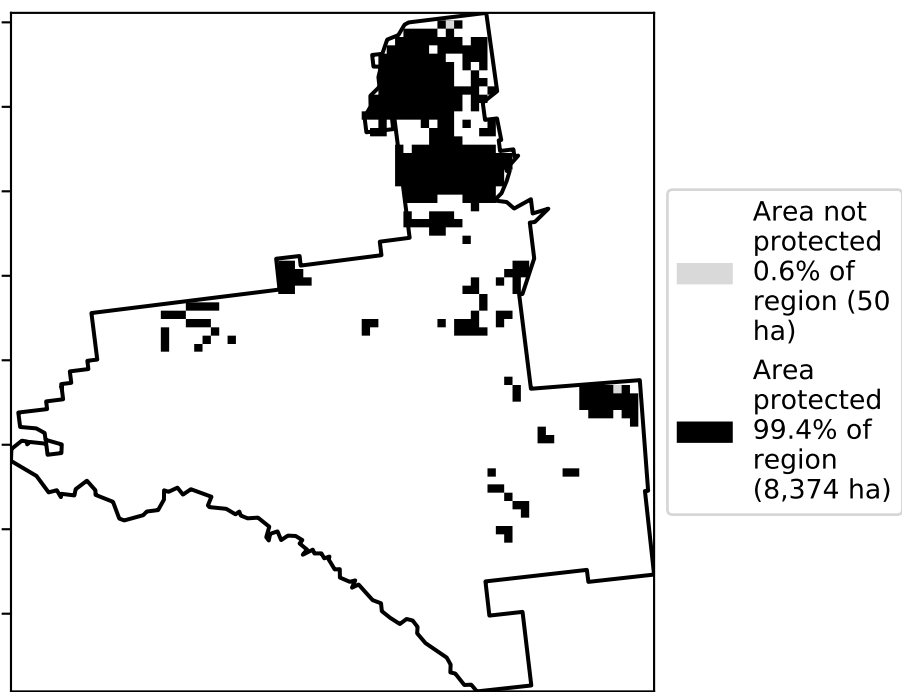 Area not
protected
0.6% of
region (50
ha)
Area
protected
99.4% of
region
(8,374 ha)